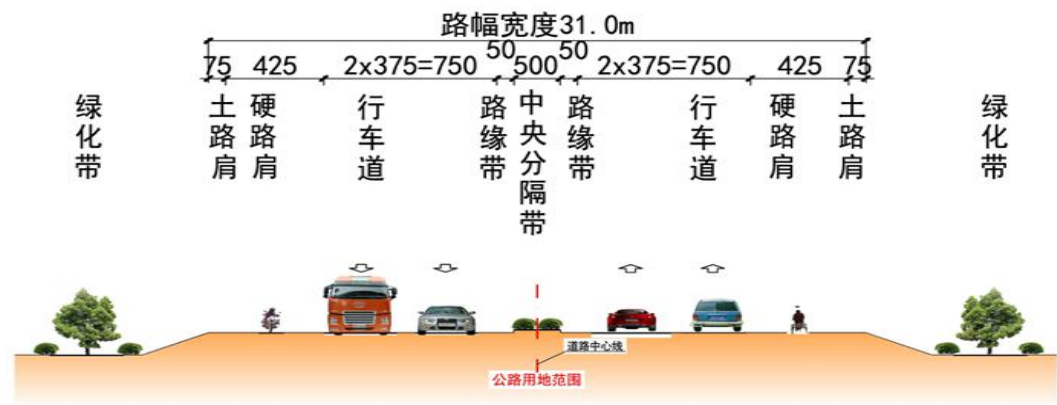 路幅宽度31.0m
75 425 2x375=750 50 500 50 2x375=750 425 75
绿化带
土路肩
硬路肩
行车道
路缘带
中央分隔带
路缘带
行车道
硬路肩
土路肩
绿化带
道路中心线
公路用地范围